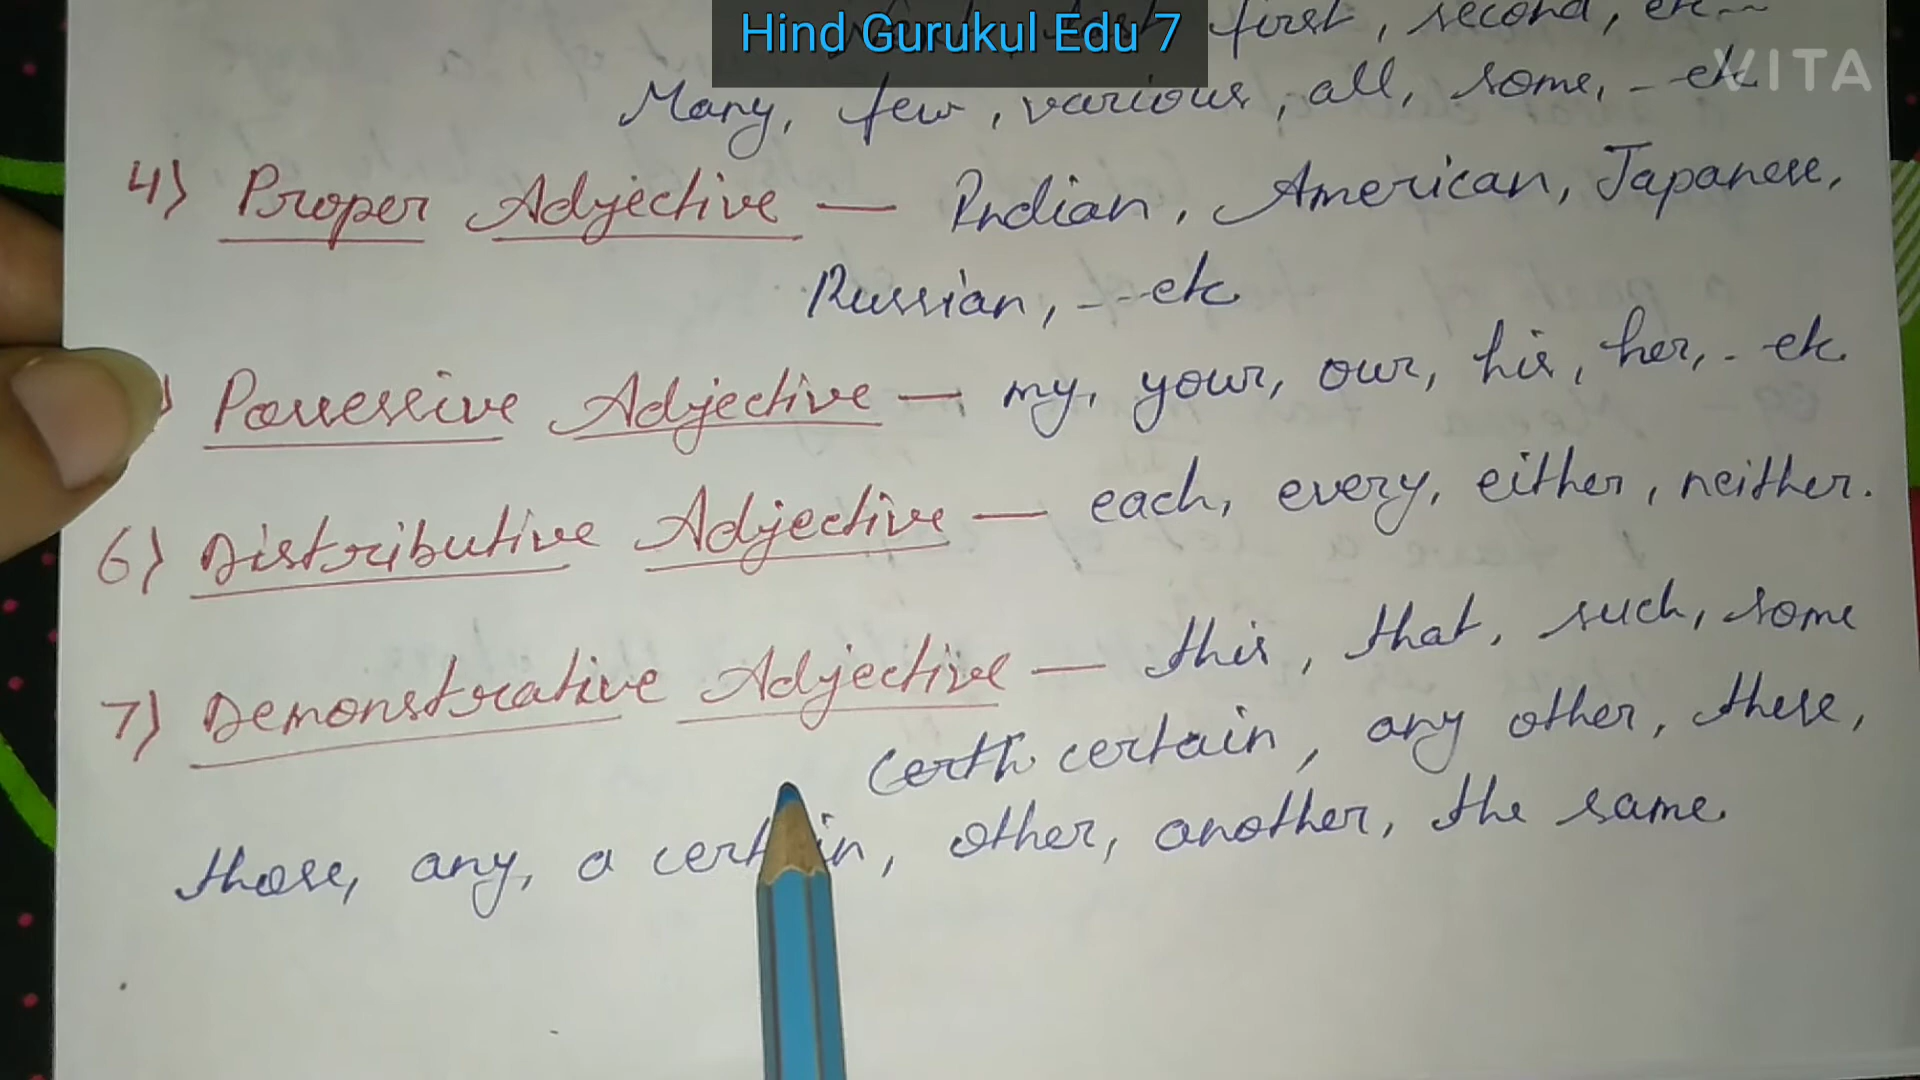 Hind Gurukul Edu 7
first, second, etc
VITA
Many, few, various, all, some, -- etc
4) Proper Adjective — Indian, American, Japanese,
Russian, --- etc
) Possessive Adjective — my, your, our, his, her, - etc
6) Distributive Adjective — each, every, either, neither.
7) Demonstrative Adjective — this, that, such, some
certain, any other, these,
those, any, a certain, other, another, the same.